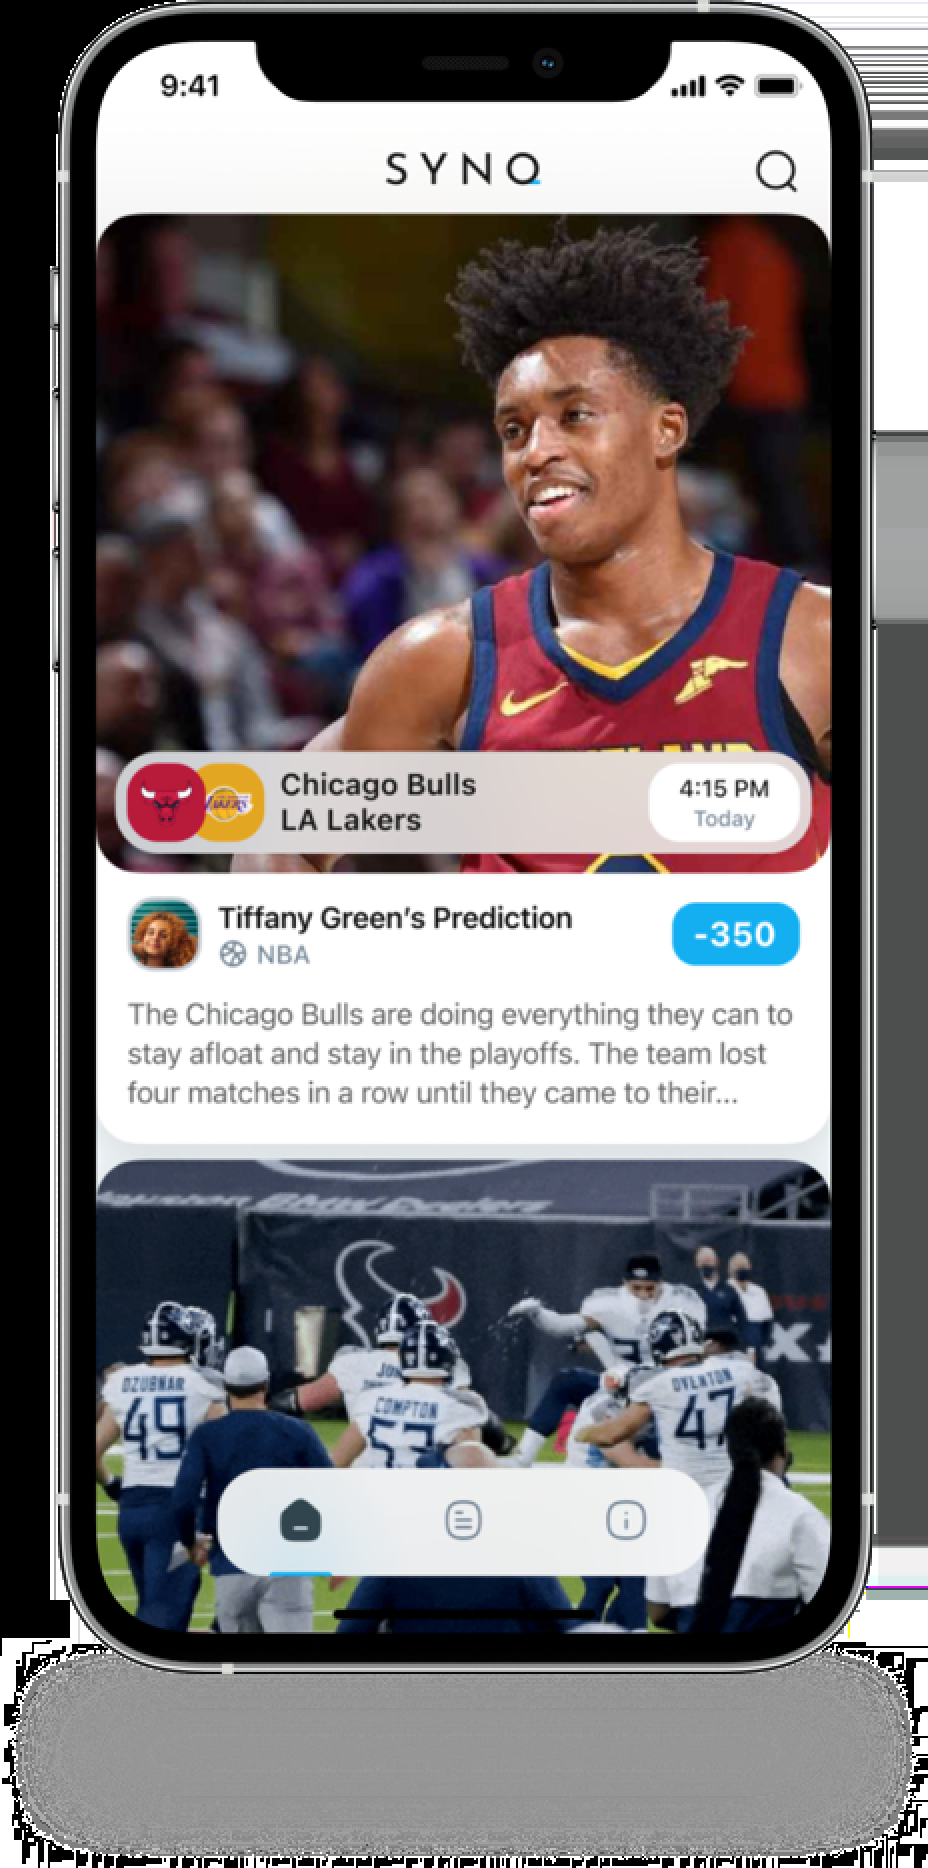 9:41
SYNQ
Chicago Bulls
LA Lakers
4:15 PM
Today
Tiffany Green's Prediction
NBA
-350
The Chicago Bulls are doing everything they can to
stay afloat and stay in the playoffs. The team lost
four matches in a row until they came to their...
OVERTON
47
DZUBNAR
49
COMPTON
53